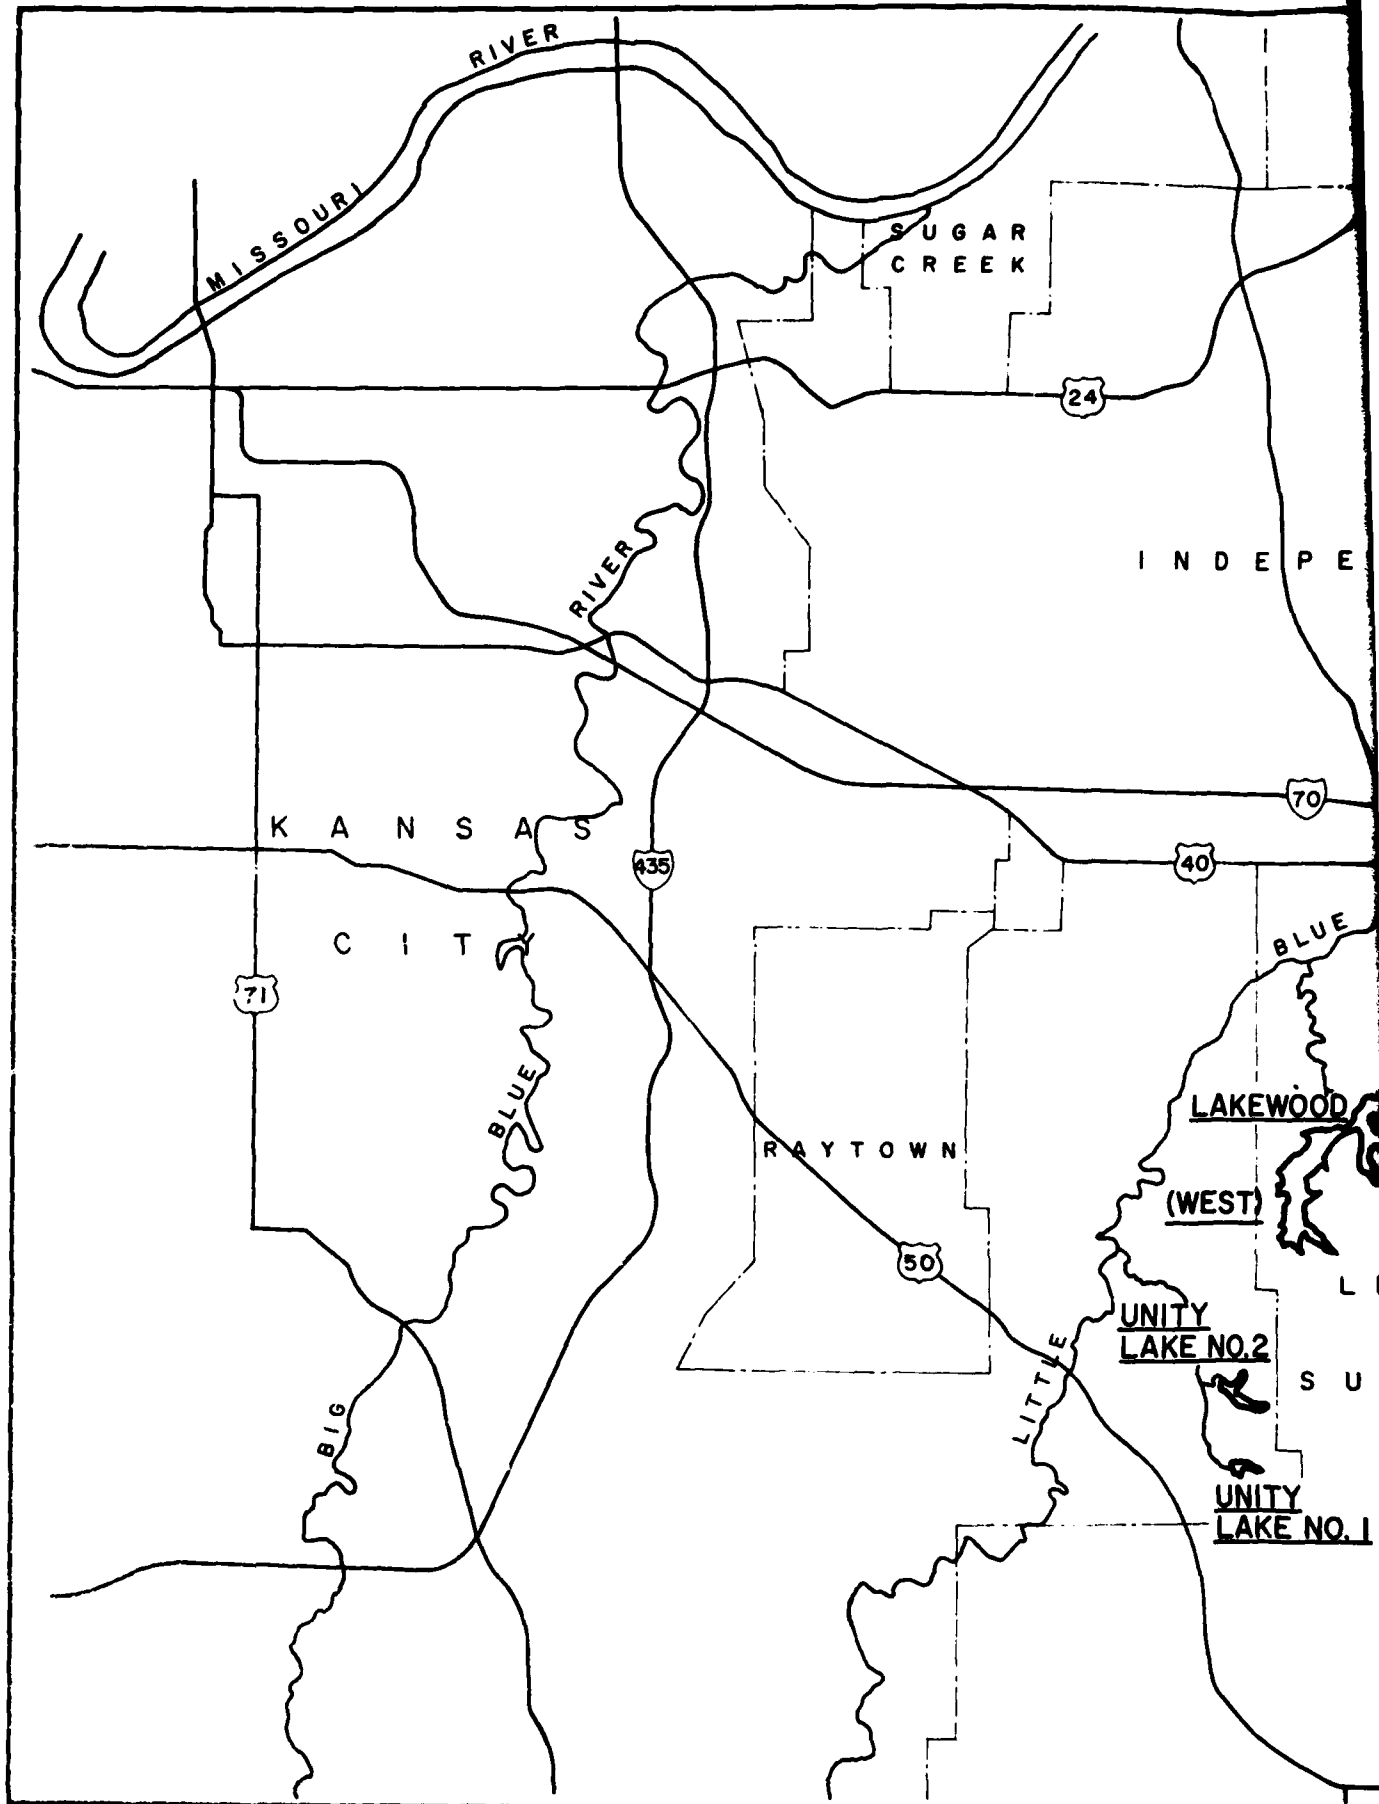 RIVER
MISSOURI
SUGAR
CREEK
24
INDEPE
RIVER
70
KANSAS
435
40
CITY
BLUE
71
BLUE
LAKEWOOD
RAYTOWN
(WEST)
50
L
UNITY
LAKE NO. 2
LITTLE
SU
BIG
UNITY
LAKE NO. 1